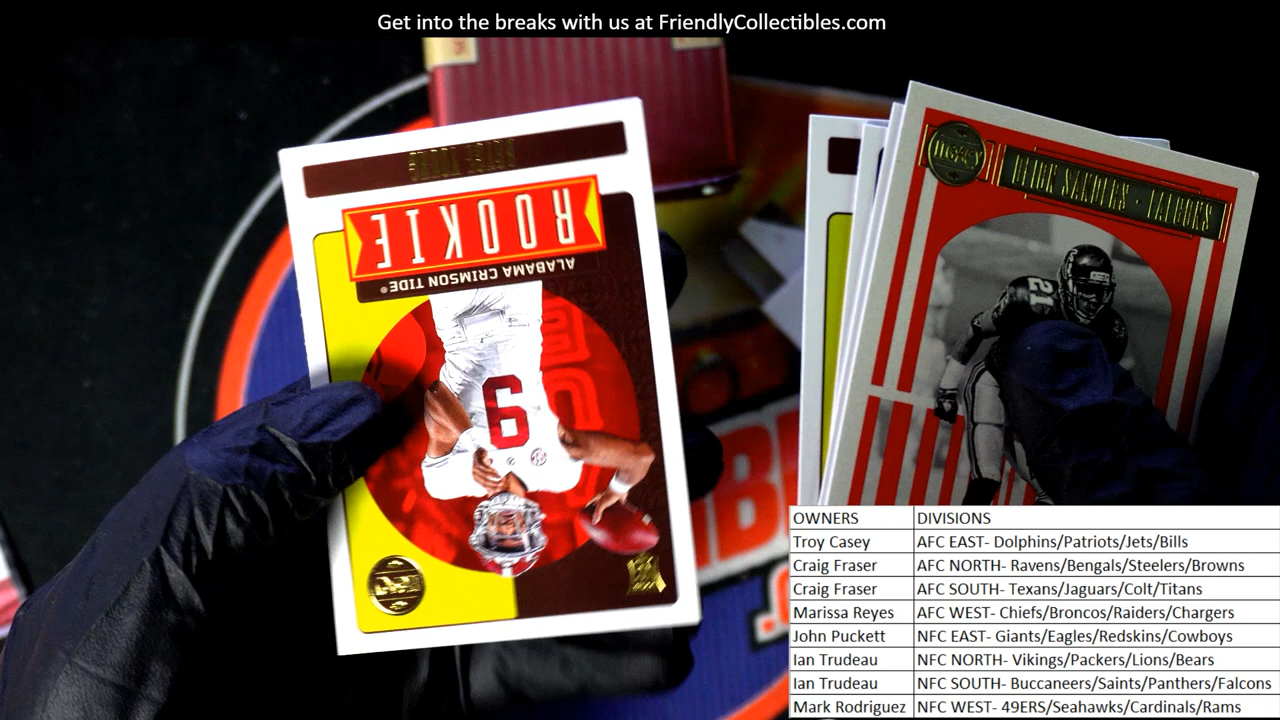 Get into the breaks with us at FriendlyCollectibles.com
ROOKIE
ALABAMA CRIMSON TIDE®
9
LEGACY
DEION SANDERS · FALCONS
21
OWNERS DIVISIONS
Troy Casey AFC EAST- Dolphins/Patriots/Jets/Bills
Craig Fraser AFC NORTH- Ravens/Bengals/Steelers/Browns
Craig Fraser AFC SOUTH- Texans/Jaguars/Colt/Titans
Marissa Reyes AFC WEST- Chiefs/Broncos/Raiders/Chargers
John Puckett NFC EAST- Giants/Eagles/Redskins/Cowboys
Ian Trudeau NFC NORTH- Vikings/Packers/Lions/Bears
Ian Trudeau NFC SOUTH- Buccaneers/Saints/Panthers/Falcons
Mark Rodriguez NFC WEST- 49ERS/Seahawks/Cardinals/Rams